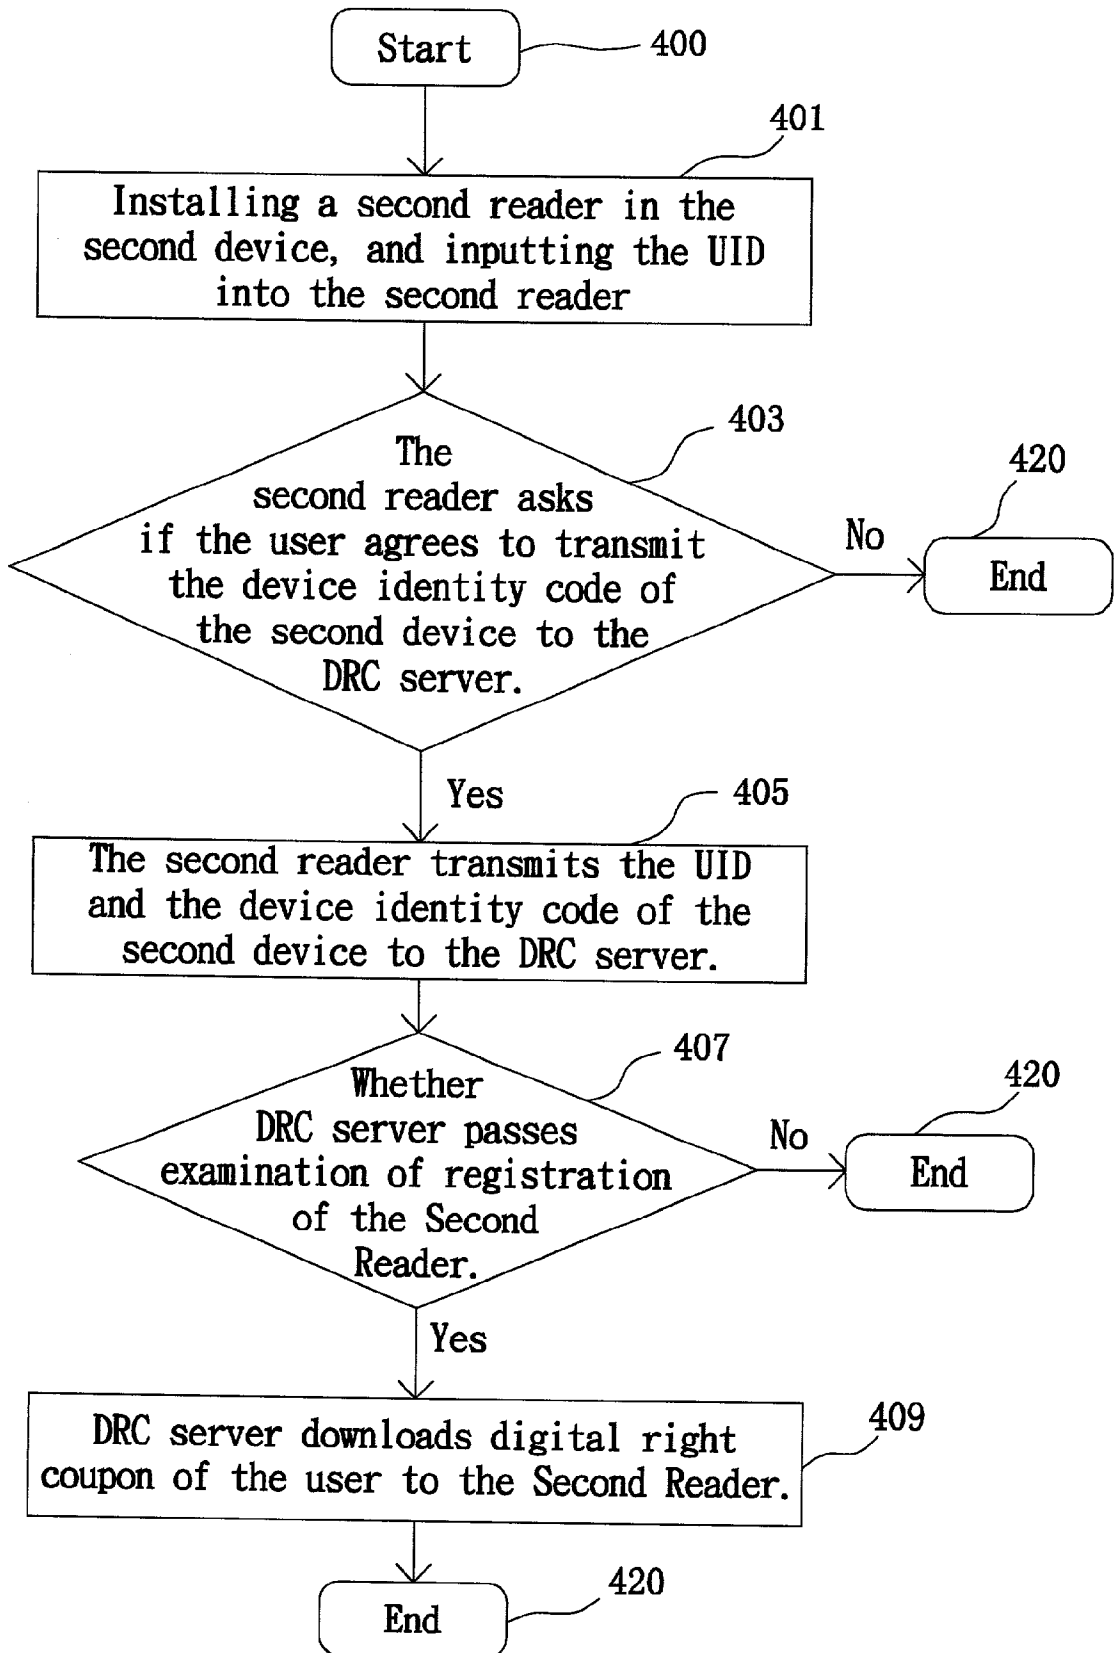 Start
400
401
Installing a second reader in the
second device, and inputting the UID
into the second reader
403
The
second reader asks
if the user agrees to transmit
the device identity code of
the second device to the
DRC server.
No
420
End
Yes
405
The second reader transmits the UID
and the device identity code of the
second device to the DRC server.
407
Whether
DRC server passes
examination of registration
of the Second
Reader.
No
420
End
Yes
409
DRC server downloads digital right
coupon of the user to the Second Reader.
420
End